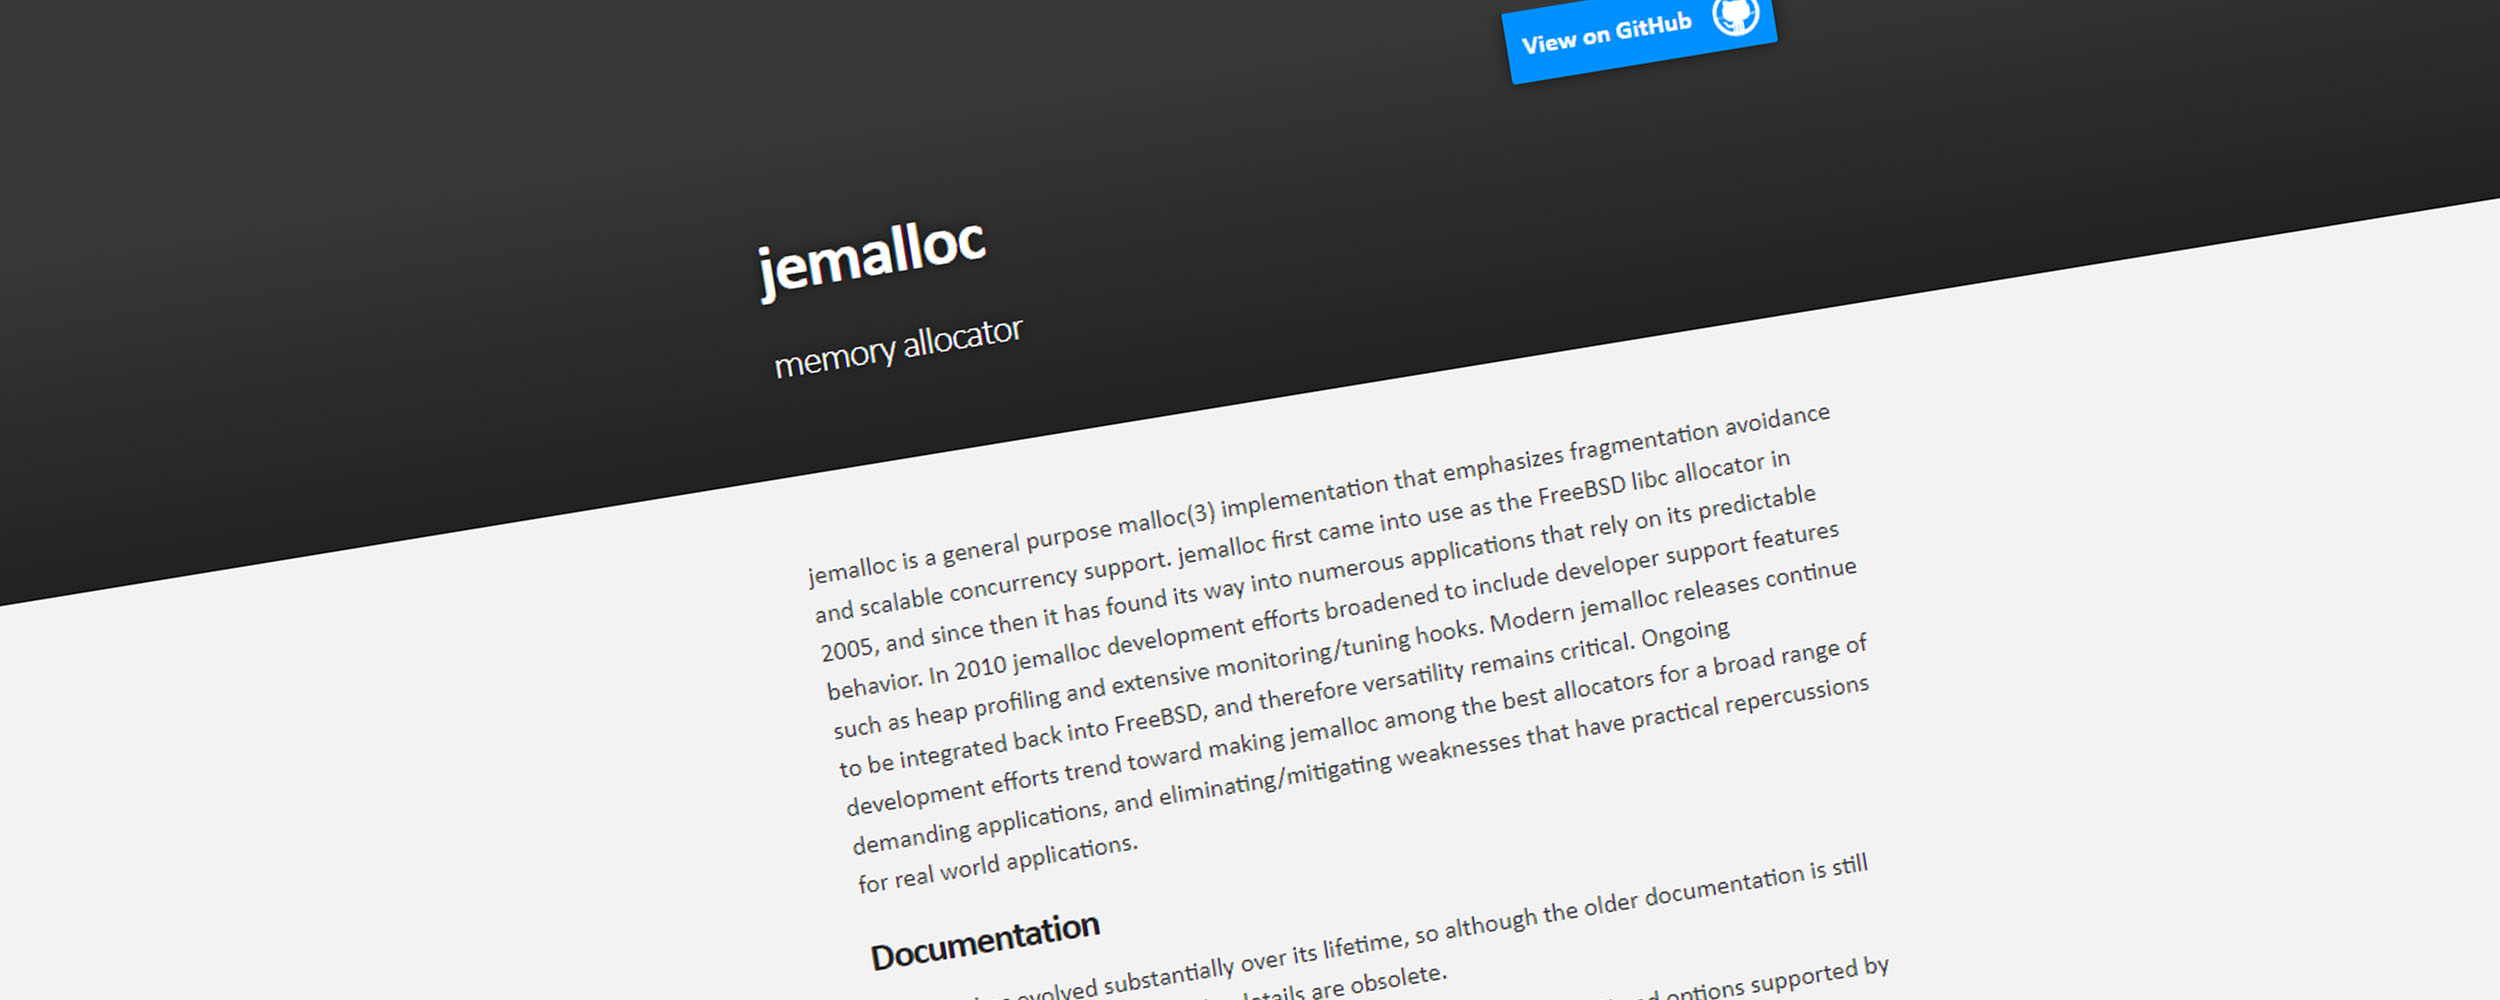 View on GitHub
jemalloc
memory allocator
jemalloc is a general purpose malloc(3) implementation that emphasizes fragmentation avoidance
and scalable concurrency support. jemalloc first came into use as the FreeBSD libc allocator in
2005, and since then it has found its way into numerous applications that rely on its predictable
behavior. In 2010 jemalloc development efforts broadened to include developer support features
such as heap profiling and extensive monitoring/tuning hooks. Modern jemalloc releases continue
to be integrated back into FreeBSD, and therefore versatility remains critical. Ongoing
development efforts trend toward making jemalloc among the best allocators for a broad range of
demanding applications, and eliminating/mitigating weaknesses that have practical repercussions
for real world applications.
Documentation
evolved substantially over its lifetime, so although the older documentation is still
details are obsolete.
options supported by